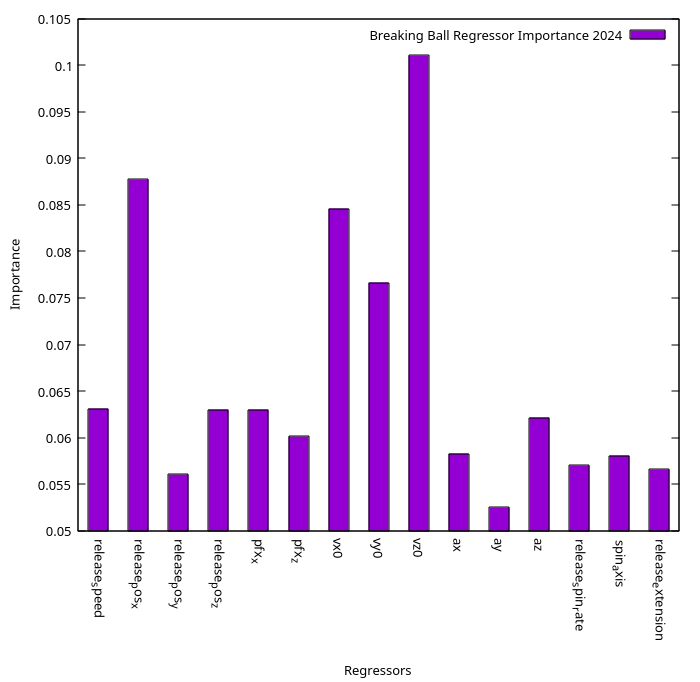 Breaking Ball Regressor Importance 2024
0.105
0.1
0.095
0.09
0.085
0.08
0.075
0.07
0.065
0.06
0.055
0.05
Importance
releasespeed
releaseposx
releaseposy
releaseposz
pfxx
pfxz
vx0
vy0
vz0
ax
ay
az
releasespinrate
spinaxis
releaseextension
Regressors